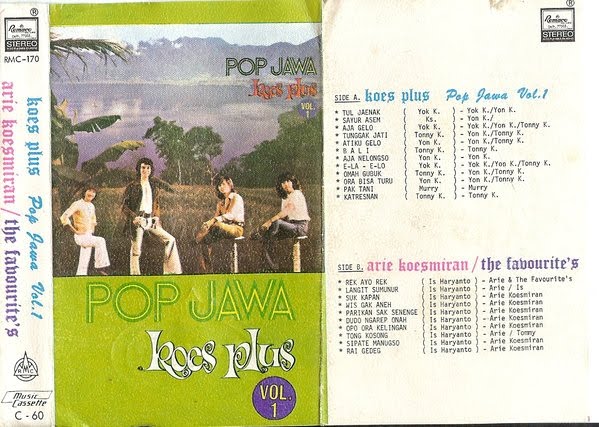 Remaco
STEREO
RMC-170
koes plus Pop Jawa Vol.1
arie koesmiran/the favourite's
RMC
Music Cassette
C - 60
POP JAWA
koes plus
VOL.
1
POP JAWA
koes plus
VOL.
1
Remaco
STEREO
SIDE A. koes plus Pop Jawa Vol.1
* TUL JAENAK ( Yok K. ) - Yok K./Yon K.
* SAYUR ASEM ( Ks. ) - Yon K./
* AJA GELO ( Yok K. ) - Yon K./Yok K./Tonny K.
* TUNGGAK JATI ( Tonny K. ) - Yon K./Tonny K.
* ATIKU GELO ( Yon K. ) - Yon K./Tonny K.
* B A L I ( Tonny K. ) - Tonny K.
* AJA NELONGSO ( Yon K. ) - Yon K.
* E-LA - E-LO ( Yok K. ) - Yok K./Yon K./Tonny K.
* OMAH GUBUK ( Tonny K. ) - Yon K./Tonny K.
* ORA BISA TURU ( Yon K. ) - Yon K./Tonny K.
* PAK TANI ( Murry ) - Murry
* KATRESNAN ( Tonny K. ) - Tonny K.
SIDE B. arie koesmiran/the favourite's
* REK AYO REK ( Is Haryanto ) - Arie & The Favourite's
* LANGIT SUMUNUR ( Is Haryanto ) - Arie / Is
* SUK KAPAN ( Is Haryanto ) - Arie Koesmiran
* WIS GAK ANEH ( Is Haryanto ) - Arie Koesmiran
* PARIKAN SAK SENENGE ( Is Haryanto ) - Arie Koesmiran
* DUDO NGAREP ONAH ( Is Haryanto ) - Arie Koesmiran
* OPO ORA KELINGAN ( Is Haryanto ) - Arie Koesmiran
* TONG KOSONG ( Is Haryanto ) - Arie / Tommy
* SIPATE MANUGSO ( Is Haryanto ) - Arie Koesmiran
* RAI GEDEG ( Is Haryanto ) - Arie Koesmiran